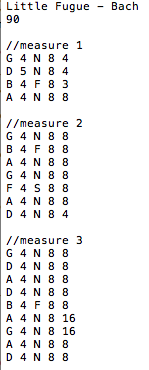 Little Fugue - Bach
90
//measure 1
G 4 N 8 4
D 5 N 8 4
B 4 F 8 3
A 4 N 8 8
//measure 2
G 4 N 8 8
B 4 F 8 8
A 4 N 8 8
G 4 N 8 8
F 4 S 8 8
A 4 N 8 8
D 4 N 8 4
//measure 3
G 4 N 8 8
D 4 N 8 8
A 4 N 8 8
D 4 N 8 8
B 4 F 8 8
A 4 N 8 16
G 4 N 8 16
A 4 N 8 8
D 4 N 8 8